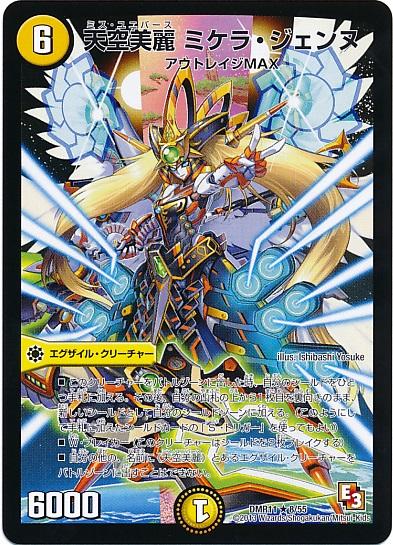 6
ミス・ユニバース
天空美麗 ミケラ・ジェンヌ
アウトレイジMAX
illus. Ishibashi Yosuke
エグザイル・クリーチャー
■ このクリーチャーをバトルゾーンに出した時、自分のシールドをひと
つ手札に加える。その後、自分の山札の上から1枚目を裏向きのまま、
新しいシールドとして自分のシールドゾーンに加える。(このようにし
て手札に加えたシールドカードの「S・トリガー」を使ってもよい)
■ W・ブレイカー(このクリーチャーはシールドを2枚ブレイクする)
■ 自分の他の、名前に《天空美麗》とあるエグザイル・クリーチャーを
バトルゾーンに出すことはできない。
6000
1
E3
DMR11 ★ 8/55
©2013 Wizards/Shogakukan/Mitsui-Kids